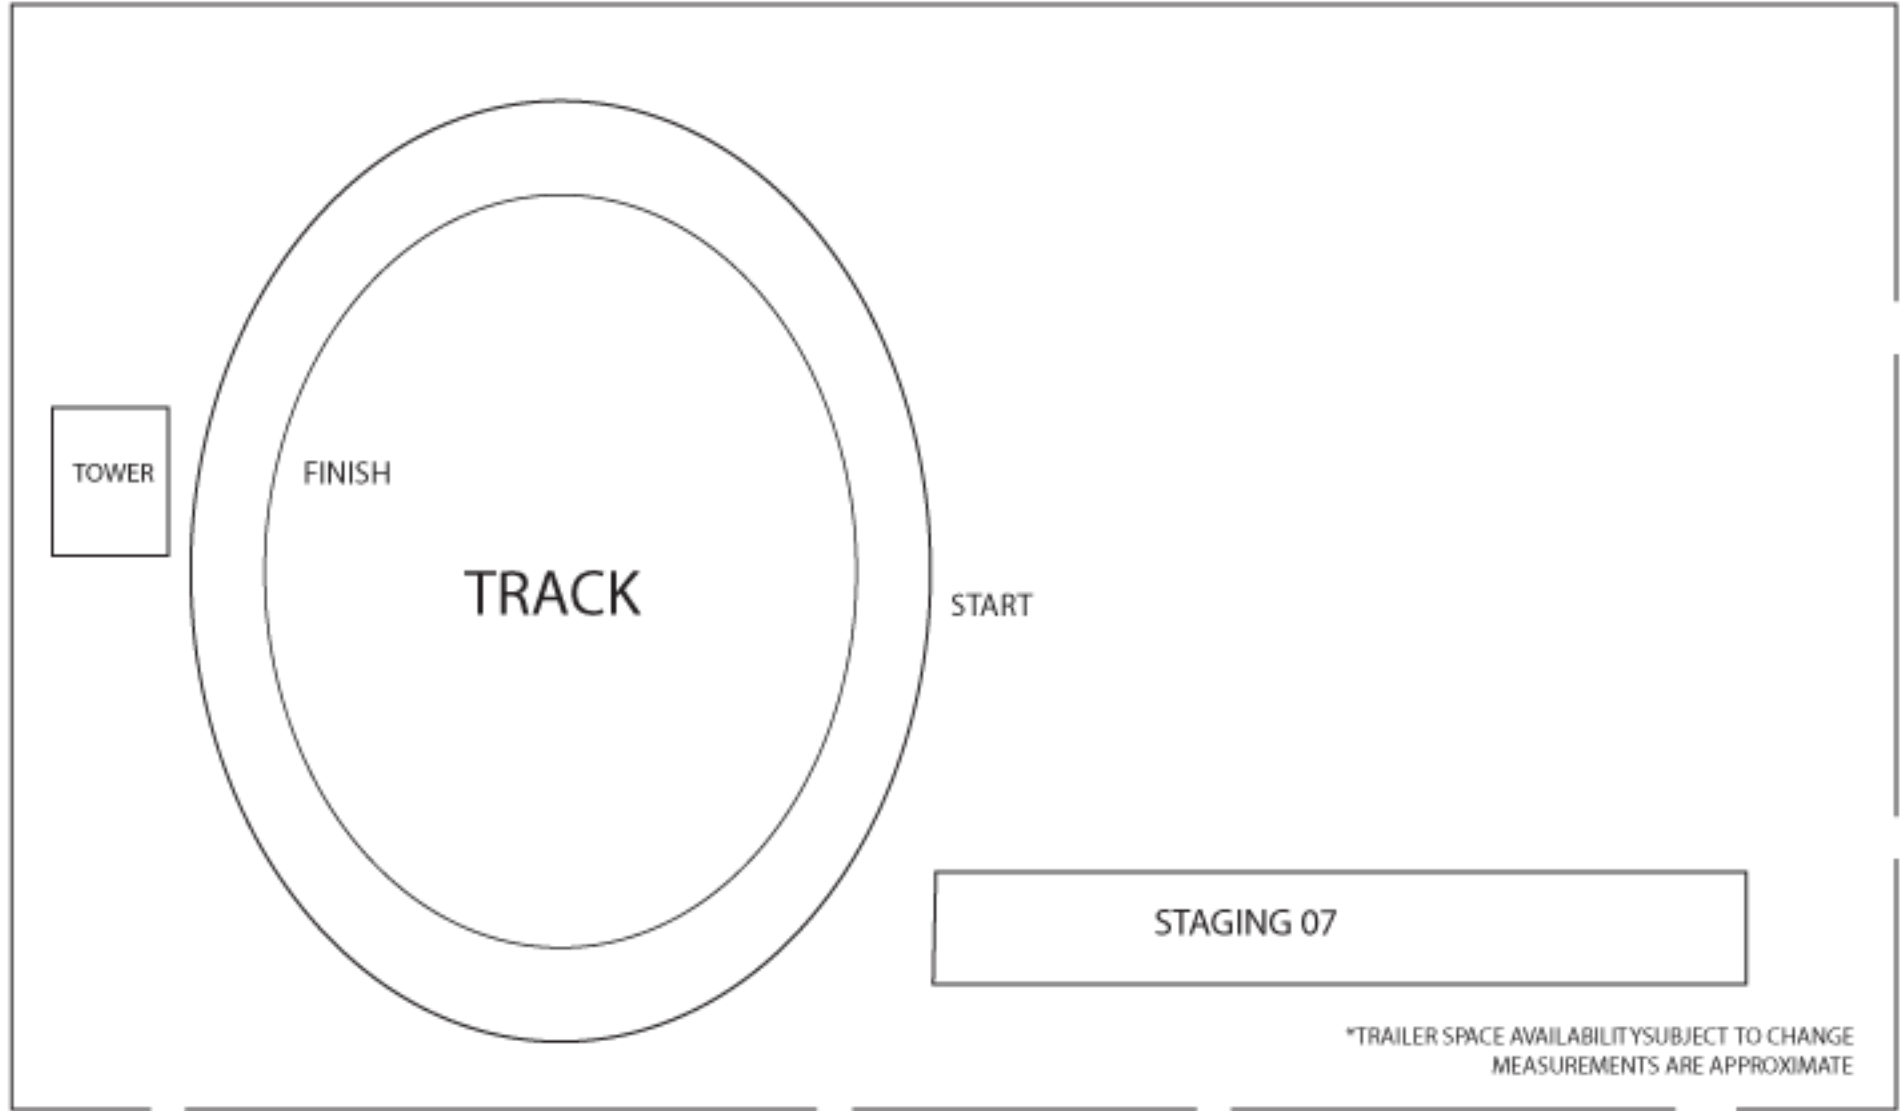 TOWER
FINISH
TRACK
START
STAGING 07
*TRAILER SPACE AVAILABILITYSUBJECT TO CHANGE
MEASUREMENTS ARE APPROXIMATE